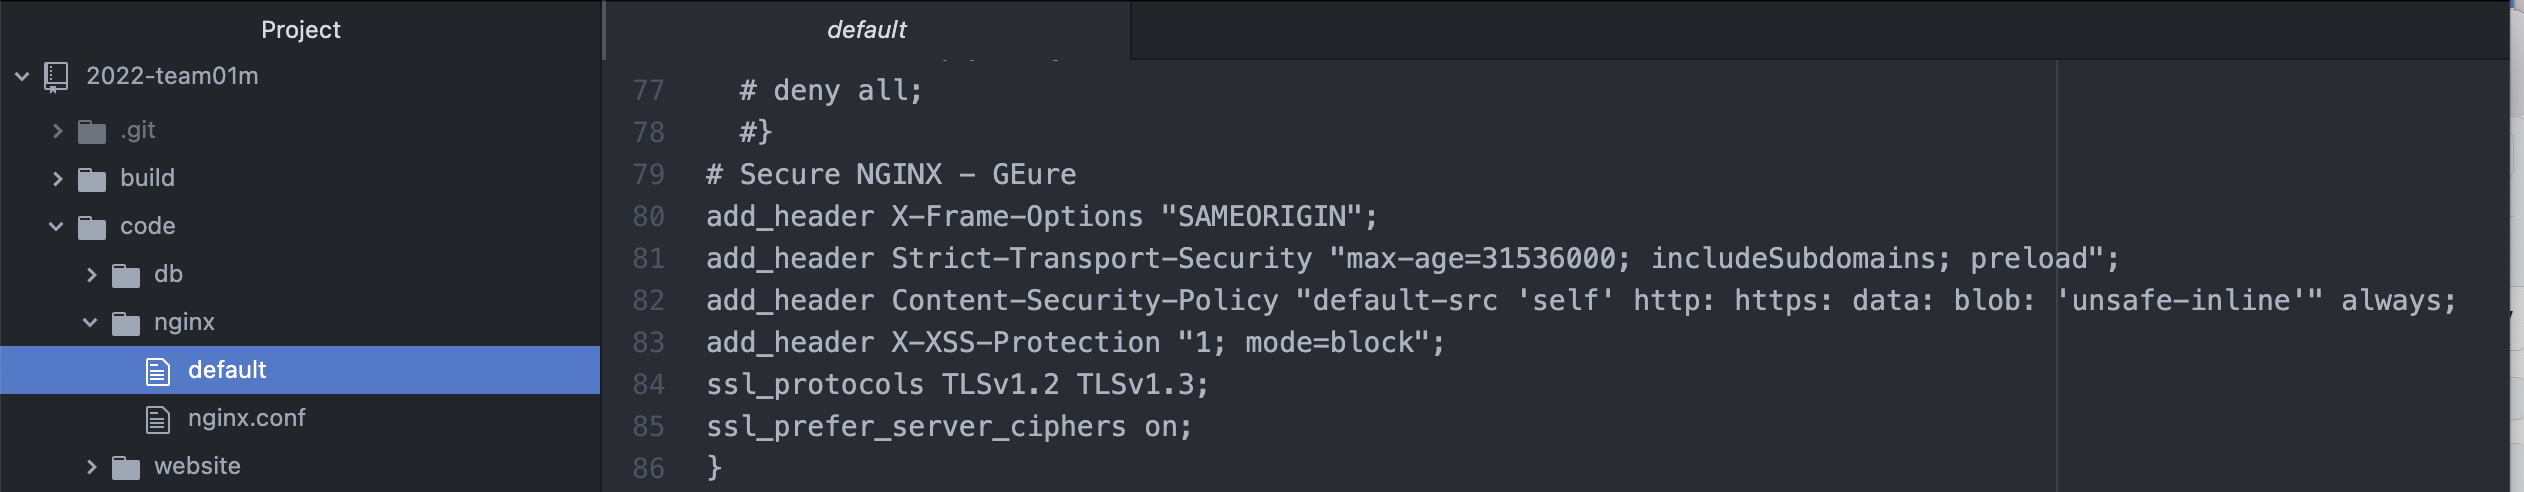 Project
2022-team01m
.git
build
code
db
nginx
default
nginx.conf
website
default
77 # deny all;
78 #}
79 # Secure NGINX - GEure
80 add_header X-Frame-Options "SAMEORIGIN";
81 add_header Strict-Transport-Security "max-age=31536000; includeSubdomains; preload";
82 add_header Content-Security-Policy "default-src 'self' http: https: data: blob: 'unsafe-inline'" always;
83 add_header X-XSS-Protection "1; mode=block";
84 ssl_protocols TLSv1.2 TLSv1.3;
85 ssl_prefer_server_ciphers on;
86 }